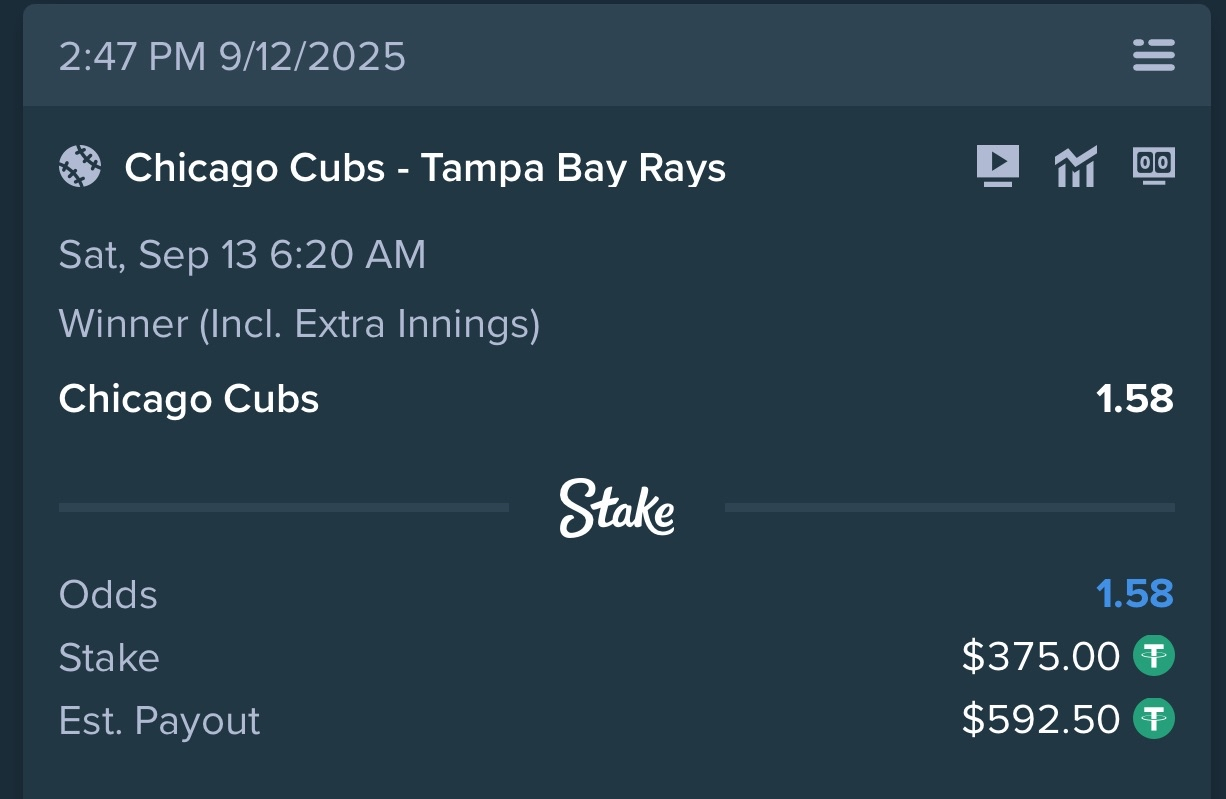 2:47 PM 9/12/2025
Chicago Cubs - Tampa Bay Rays
00
Sat, Sep 13 6:20 AM
Winner (Incl. Extra Innings)
Chicago Cubs 1.58
Stake
Odds 1.58
Stake $375.00
Est. Payout $592.50